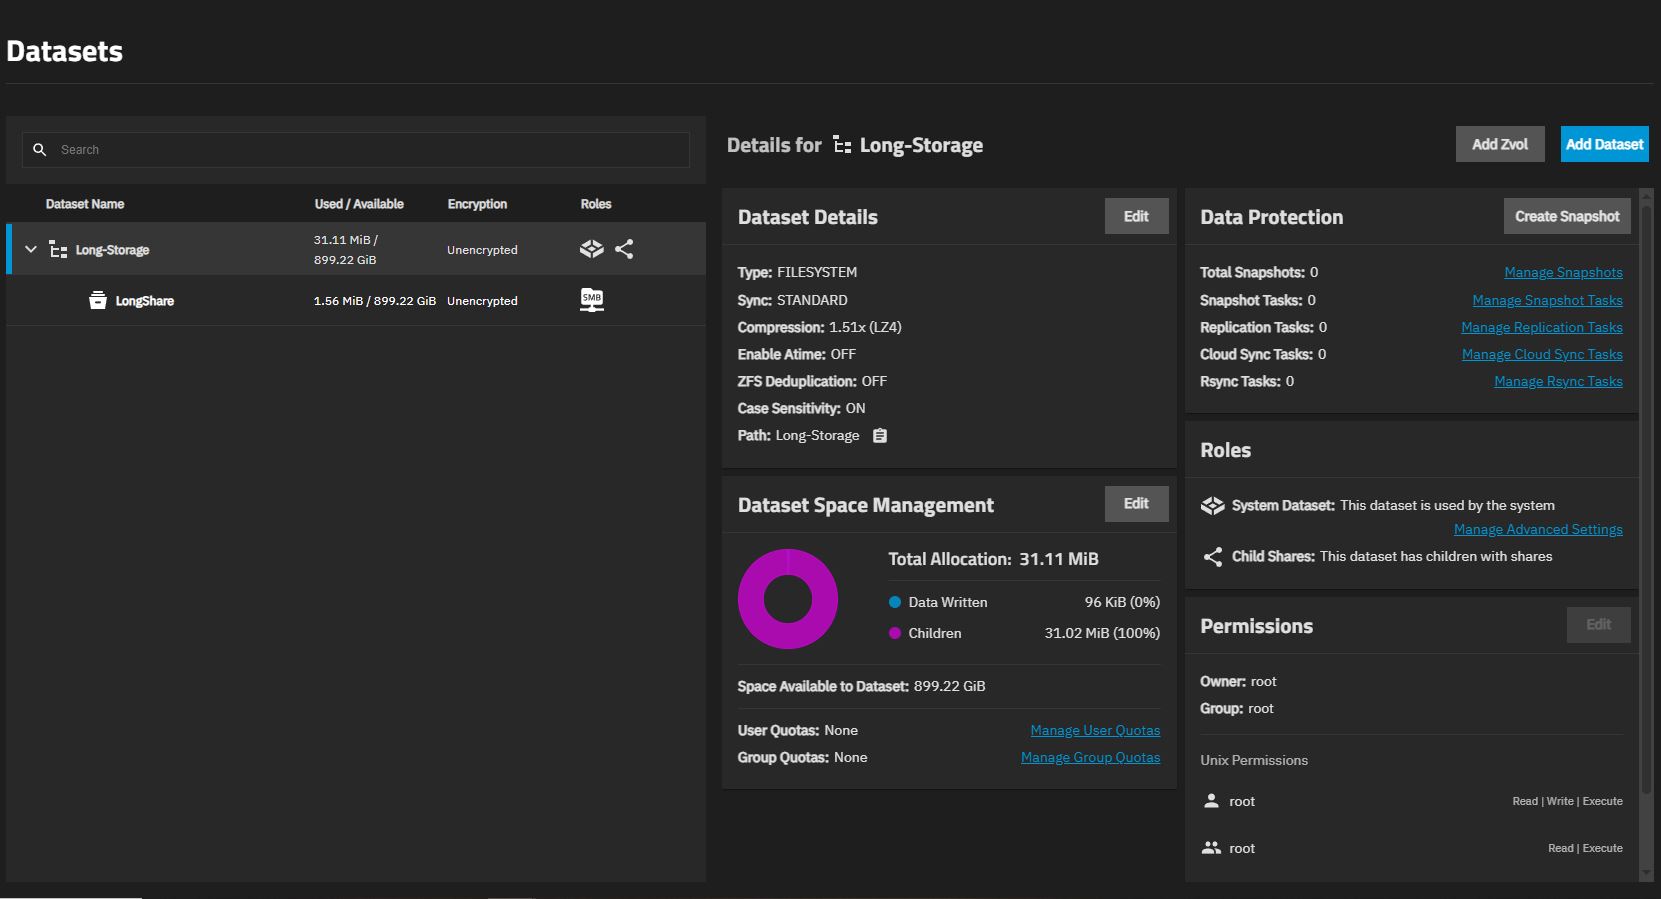 Datasets
Search
Dataset Name Used / Available Encryption Roles
Long-Storage 31.11 MiB / 899.22 GiB Unencrypted
LongShare 1.56 MiB / 899.22 GiB Unencrypted SMB
Details for Long-Storage
Add Zvol Add Dataset
Dataset Details Edit
Type: FILESYSTEM
Sync: STANDARD
Compression: 1.51x (LZ4)
Enable Atime: OFF
ZFS Deduplication: OFF
Case Sensitivity: ON
Path: Long-Storage
Dataset Space Management Edit
Total Allocation: 31.11 MiB
Data Written 96 KiB (0%)
Children 31.02 MiB (100%)
Space Available to Dataset: 899.22 GiB
User Quotas: None Manage User Quotas
Group Quotas: None Manage Group Quotas
Data Protection Create Snapshot
Total Snapshots: 0 Manage Snapshots
Snapshot Tasks: 0 Manage Snapshot Tasks
Replication Tasks: 0 Manage Replication Tasks
Cloud Sync Tasks: 0 Manage Cloud Sync Tasks
Rsync Tasks: 0 Manage Rsync Tasks
Roles
System Dataset: This dataset is used by the system
Manage Advanced Settings
Child Shares: This dataset has children with shares
Permissions Edit
Owner: root
Group: root
Unix Permissions
root Read | Write | Execute
root Read | Execute